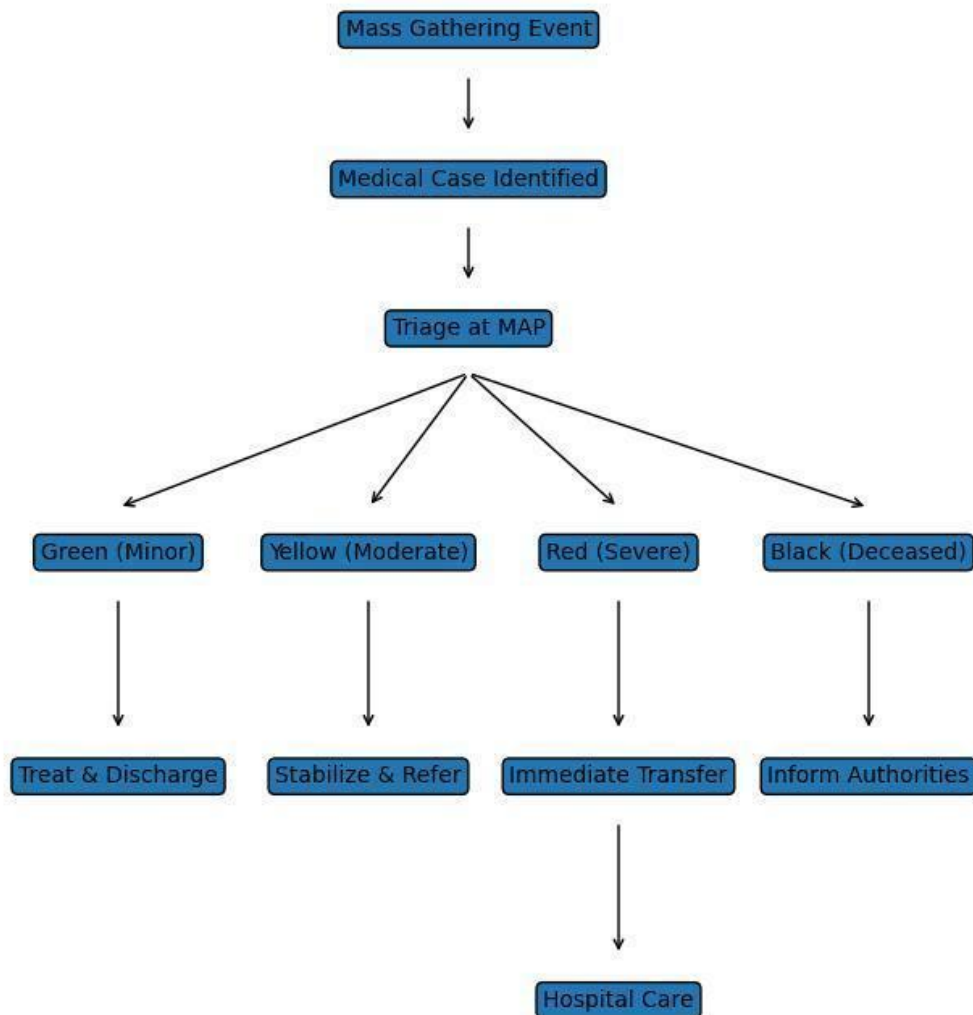 Mass Gathering Event
Medical Case Identified
Triage at MAP
Green (Minor)
Yellow (Moderate)
Red (Severe)
Black (Deceased)
Treat & Discharge
Stabilize & Refer
Immediate Transfer
Inform Authorities
Hospital Care